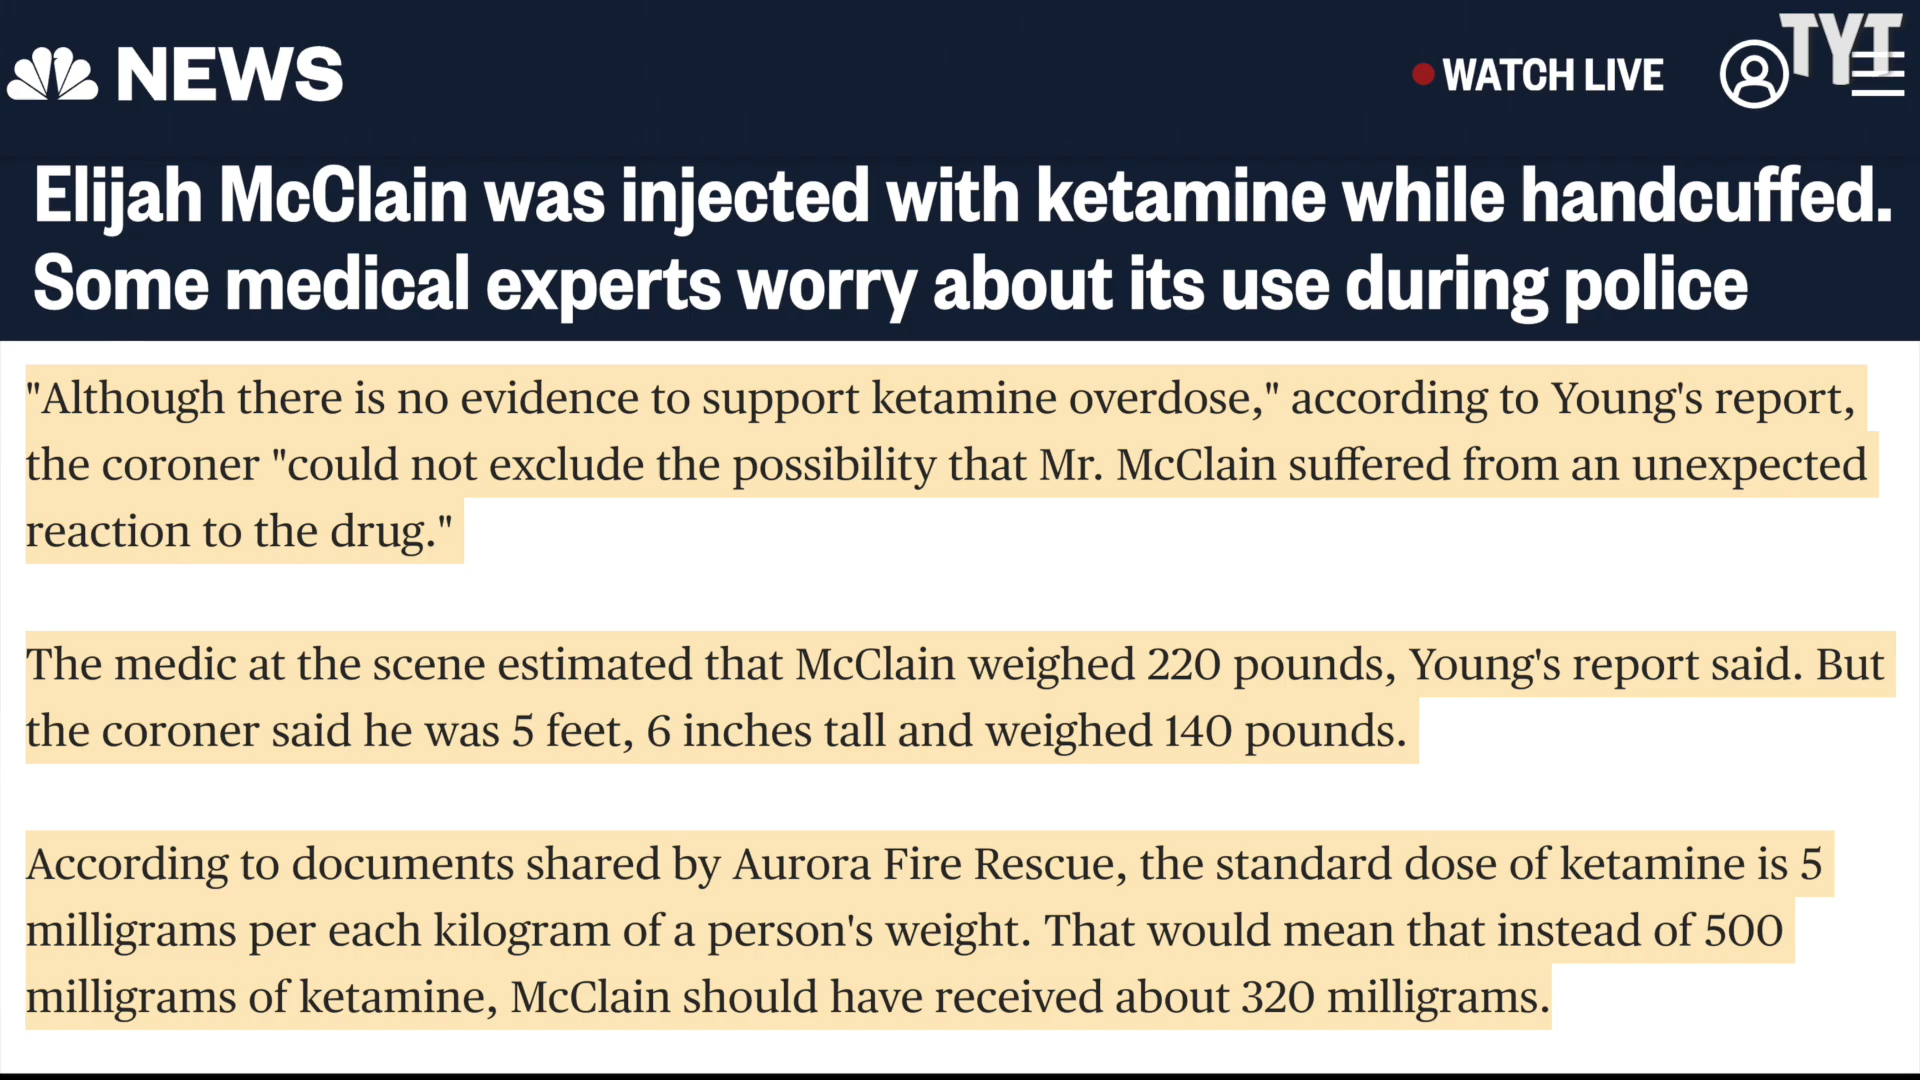 NEWS
WATCH LIVE
TYT
Elijah McClain was injected with ketamine while handcuffed.
Some medical experts worry about its use during police
"Although there is no evidence to support ketamine overdose," according to Young's report,
the coroner "could not exclude the possibility that Mr. McClain suffered from an unexpected
reaction to the drug."
The medic at the scene estimated that McClain weighed 220 pounds, Young's report said. But
the coroner said he was 5 feet, 6 inches tall and weighed 140 pounds.
According to documents shared by Aurora Fire Rescue, the standard dose of ketamine is 5
milligrams per each kilogram of a person's weight. That would mean that instead of 500
milligrams of ketamine, McClain should have received about 320 milligrams.